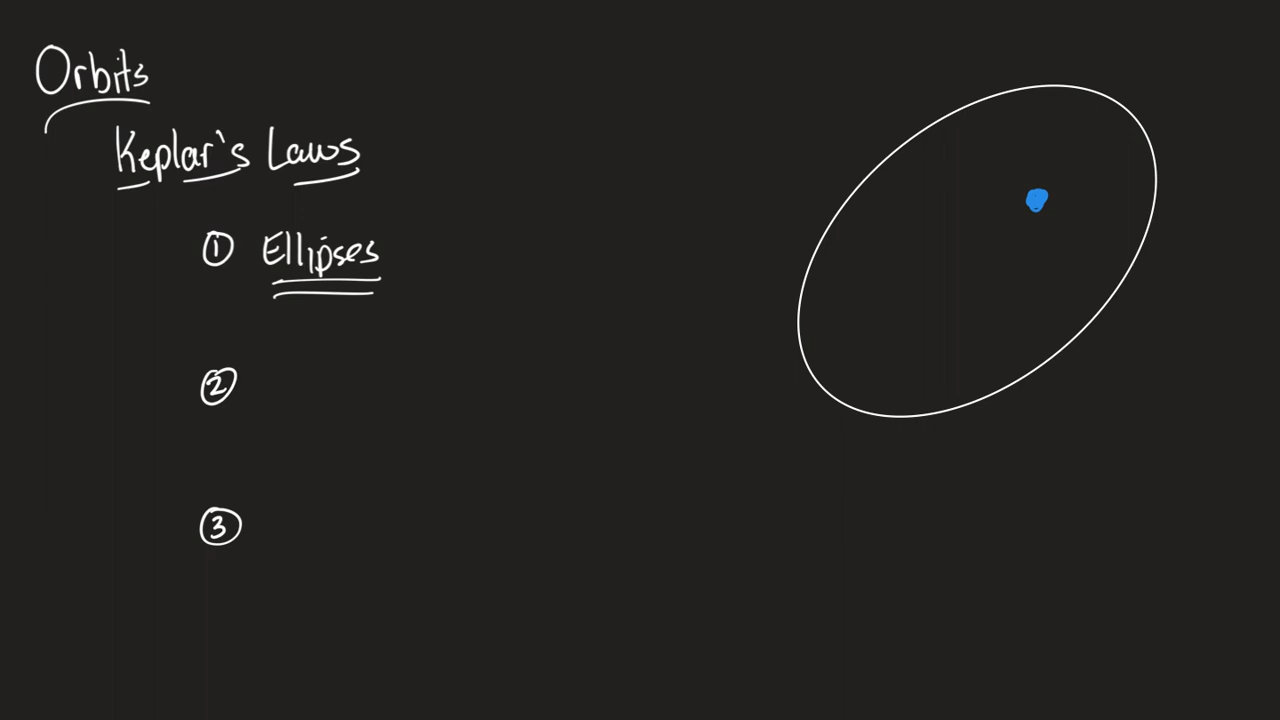 Orbits
Keplar's Laws
① Ellipses
②
③